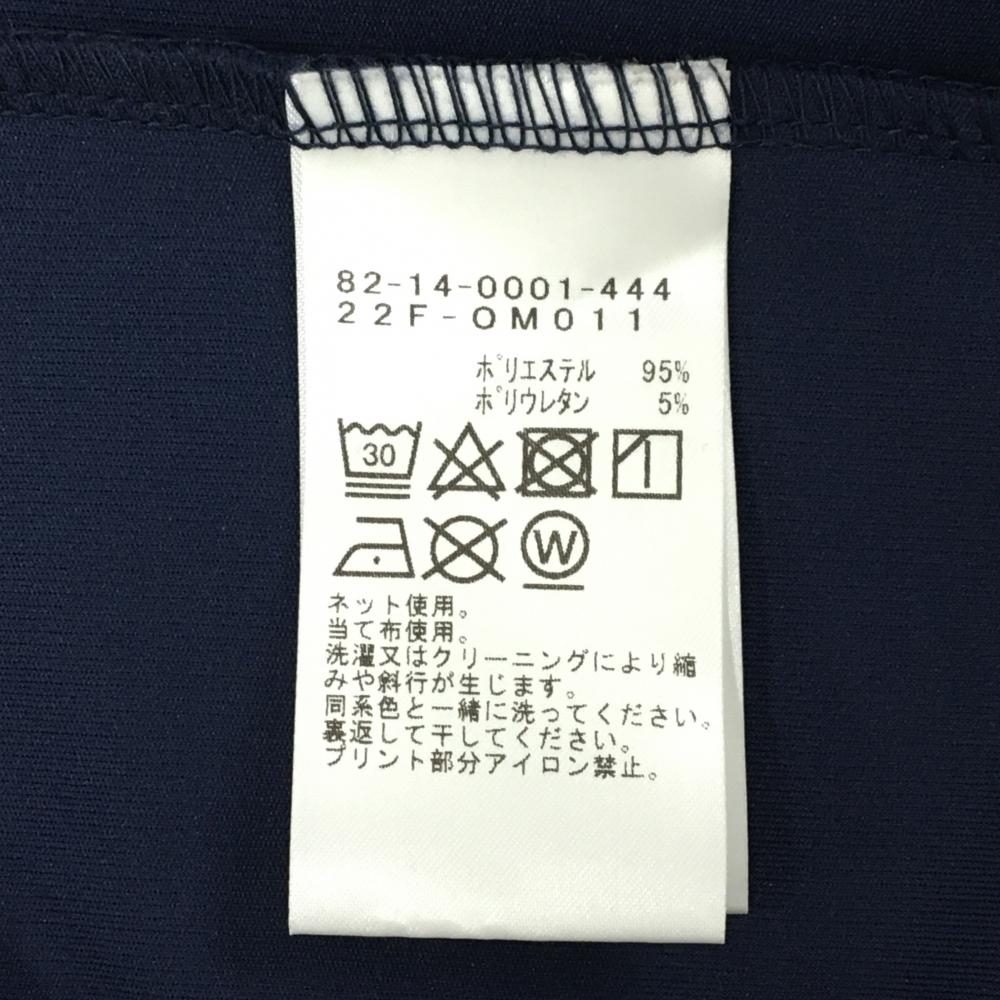 82-14-0001-444
22F-OM011
ポリエステル 95%
ポリウレタン 5%
30
W
ネット使用。
当て布使用。
洗濯又はクリーニングにより縮
みや斜行が生じます。
同系色と一緒に洗ってください。
裏返して干してください。
プリント部分アイロン禁止。